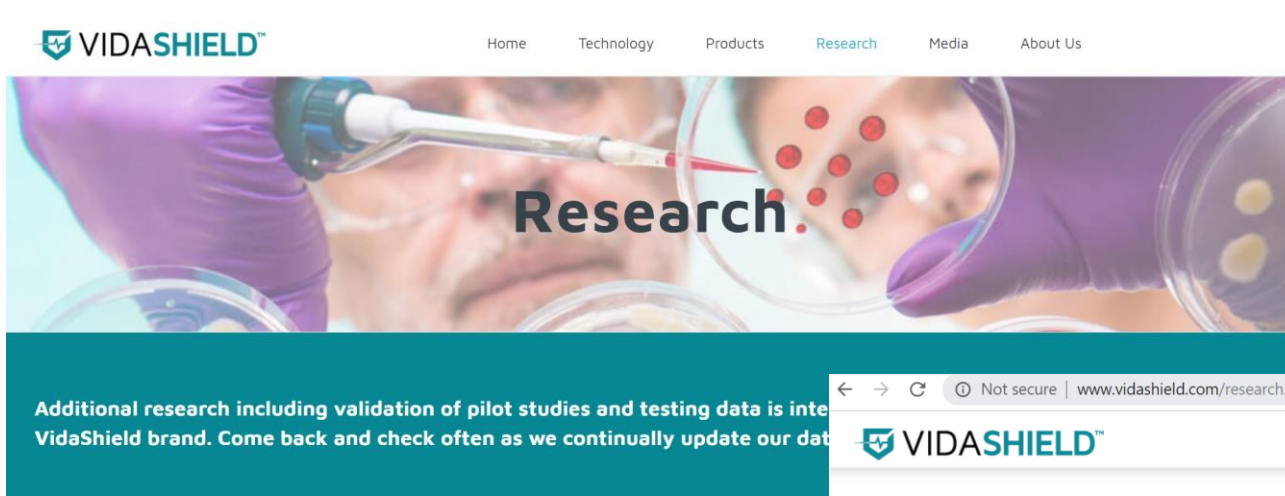 VIDASHIELD™
Home Technology Products Research Media About Us
Research
Additional research including validation of pilot studies and testing data is inte
VidaShield brand. Come back and check often as we continually update our dat
Not secure | www.vidashield.com/research
VIDASHIELD™